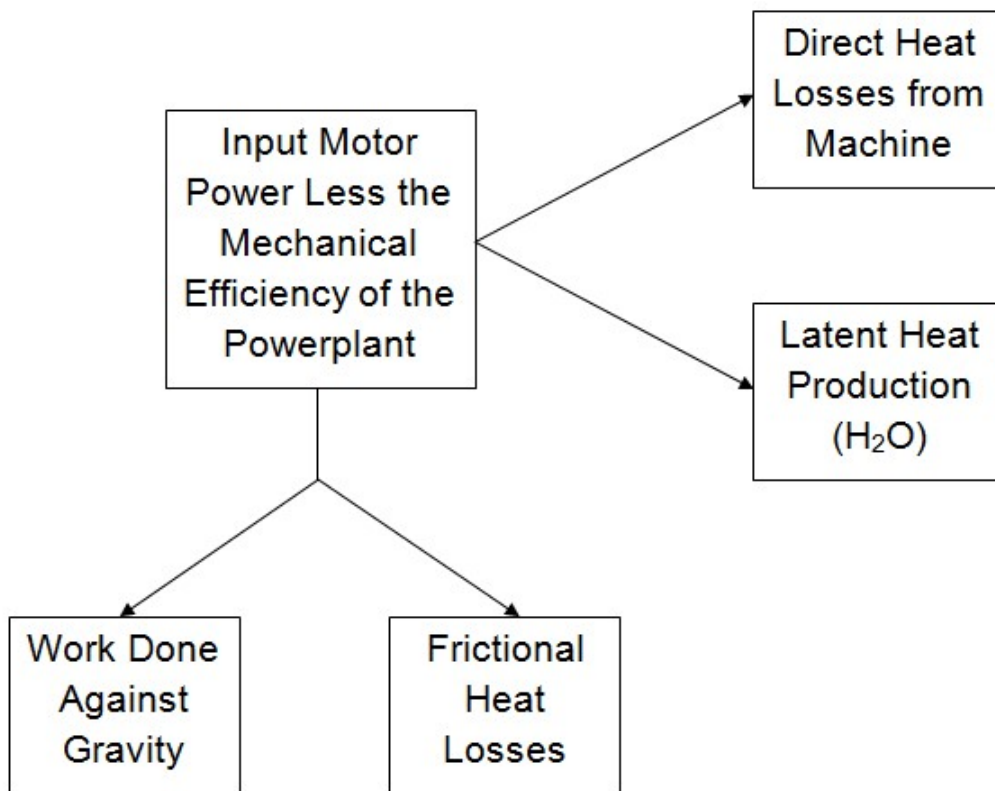 Direct Heat
Losses from
Machine
Input Motor
Power Less the
Mechanical
Efficiency of the
Powerplant
Latent Heat
Production
(H₂O)
Work Done
Against
Gravity
Frictional
Heat
Losses